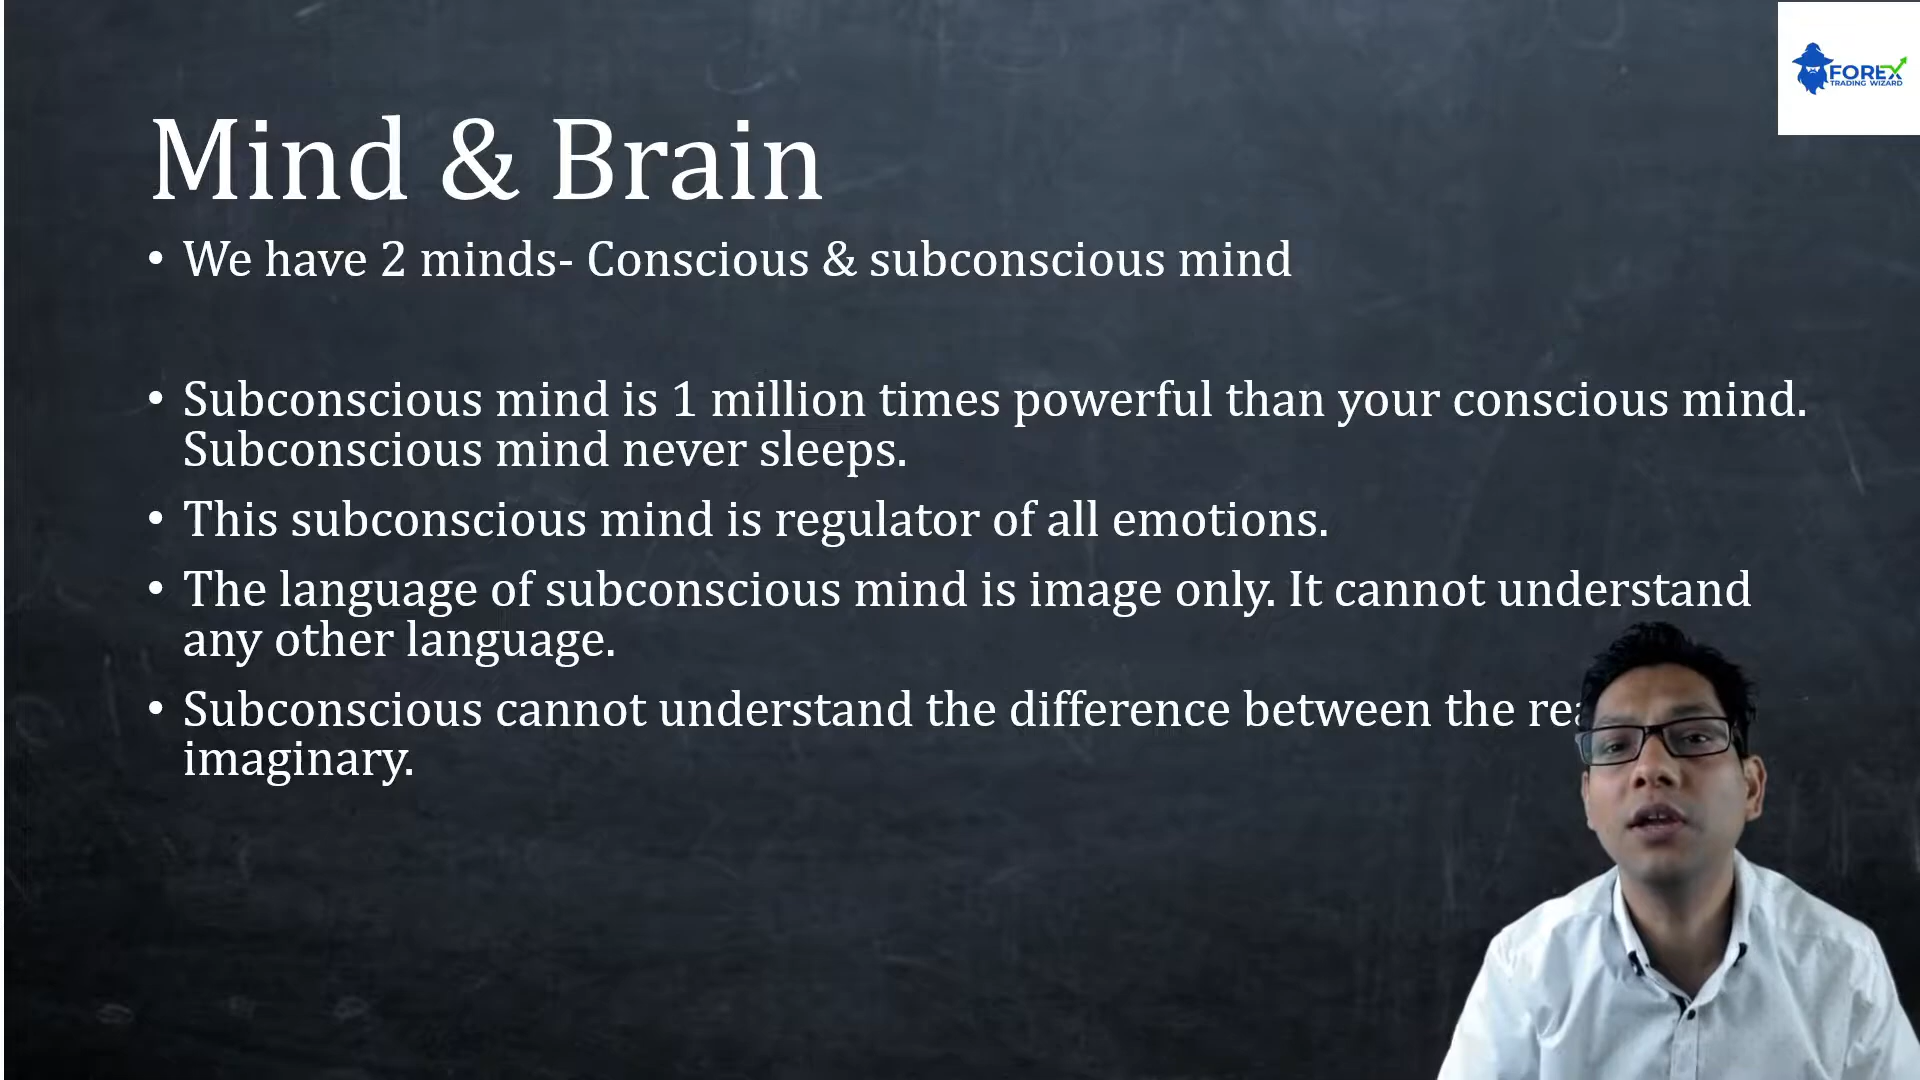 FOREX
TRADING WIZARD
Mind & Brain
• We have 2 minds- Conscious & subconscious mind
• Subconscious mind is 1 million times powerful than your conscious mind.
Subconscious mind never sleeps.
• This subconscious mind is regulator of all emotions.
• The language of subconscious mind is image only. It cannot understand
any other language.
• Subconscious cannot understand the difference between the
imaginary.